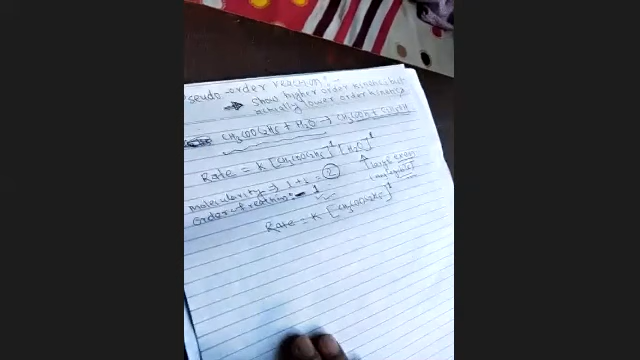 Pseudo order reaction:-
→ show higher order kinetics but
actually lower order kinetics
CH3COOC2H5 + H2O → CH3COOH + C2H5OH
Rate = K [CH3COOC2H5]^1 [H2O]^1
↑ [large excess
molecularity ⇒ 1+1 = 2
order of reaction:- 1
Rate = K [CH3COOC2H5]^1